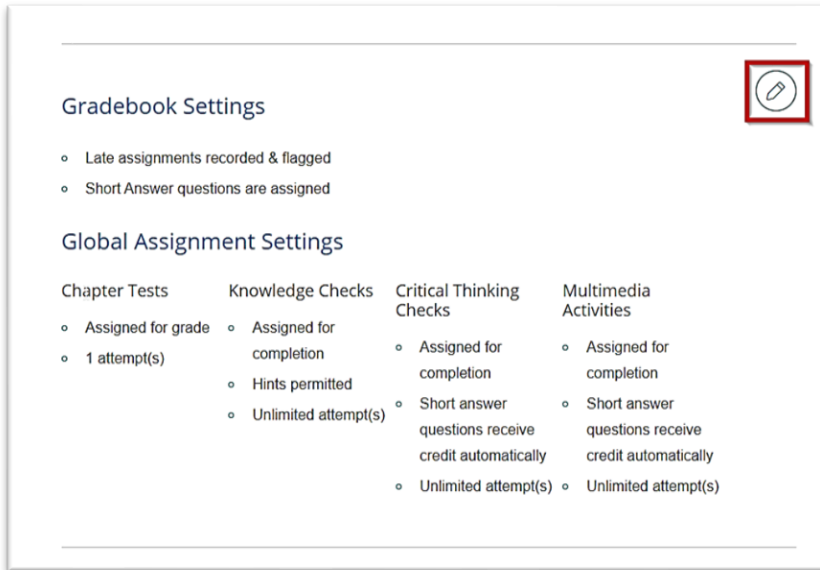 Gradebook Settings
Late assignments recorded & flagged
Short Answer questions are assigned
Global Assignment Settings
Chapter Tests
Assigned for grade
1 attempt(s)
Knowledge Checks
Assigned for
completion
Hints permitted
Unlimited attempt(s)
Critical Thinking
Checks
Assigned for
completion
Short answer
questions receive
credit automatically
Unlimited attempt(s)
Multimedia
Activities
Assigned for
completion
Short answer
questions receive
credit automatically
Unlimited attempt(s)